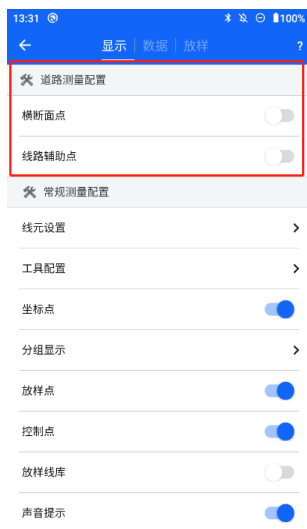 13:31 100%
显示 数据 放样 ?
道路测量配置
横断面点
线路辅助点
常规测量配置
线元设置
工具配置
坐标点
分组显示
放样点
控制点
放样线库
声音提示